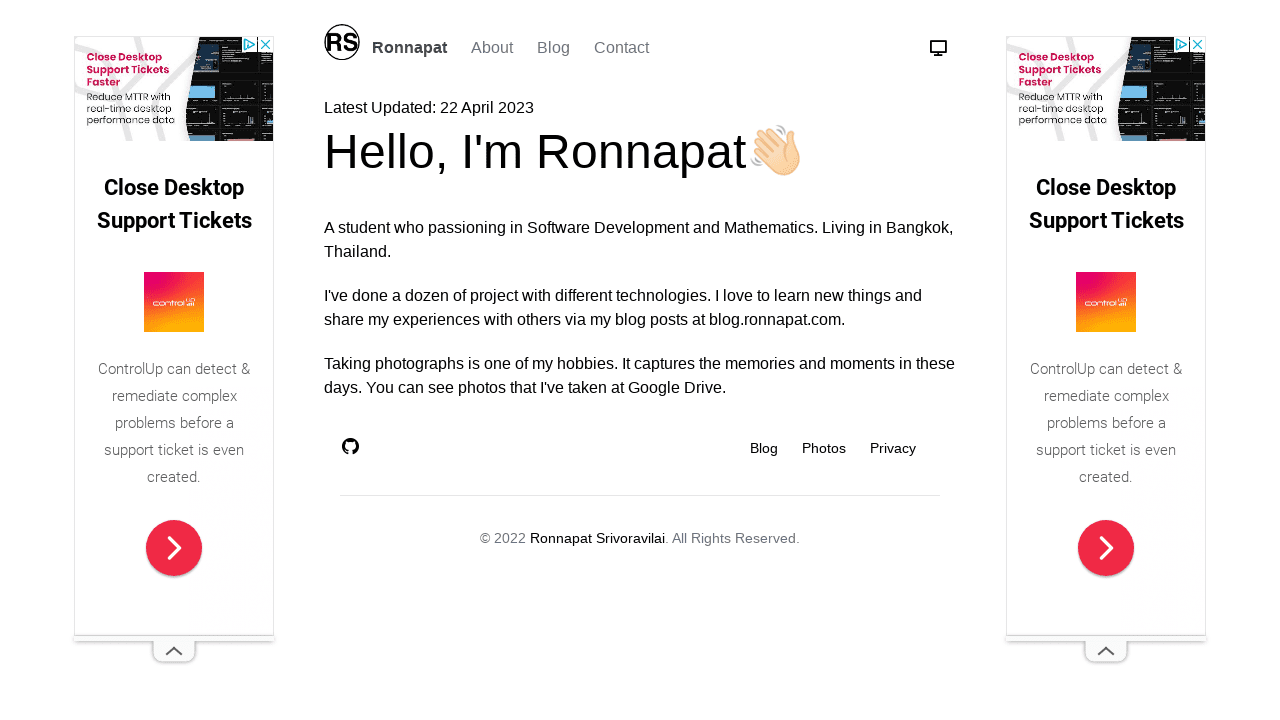 Close Desktop
Support Tickets
Faster
Reduce MTTR with
real-time desktop
performance data
Close Desktop
Support Tickets
control up
ControlUp can detect &
remediate complex
problems before a
support ticket is even
created.
RS Ronnapat About Blog Contact
Latest Updated: 22 April 2023
Hello, I'm Ronnapat👋🏻
A student who passioning in Software Development and Mathematics. Living in Bangkok,
Thailand.
I've done a dozen of project with different technologies. I love to learn new things and
share my experiences with others via my blog posts at blog.ronnapat.com.
Taking photographs is one of my hobbies. It captures the memories and moments in these
days. You can see photos that I've taken at Google Drive.
Blog Photos Privacy
© 2022 Ronnapat Srivoravilai. All Rights Reserved.
Close Desktop
Support Tickets
Faster
Reduce MTTR with
real-time desktop
performance data
Close Desktop
Support Tickets
control up
ControlUp can detect &
remediate complex
problems before a
support ticket is even
created.